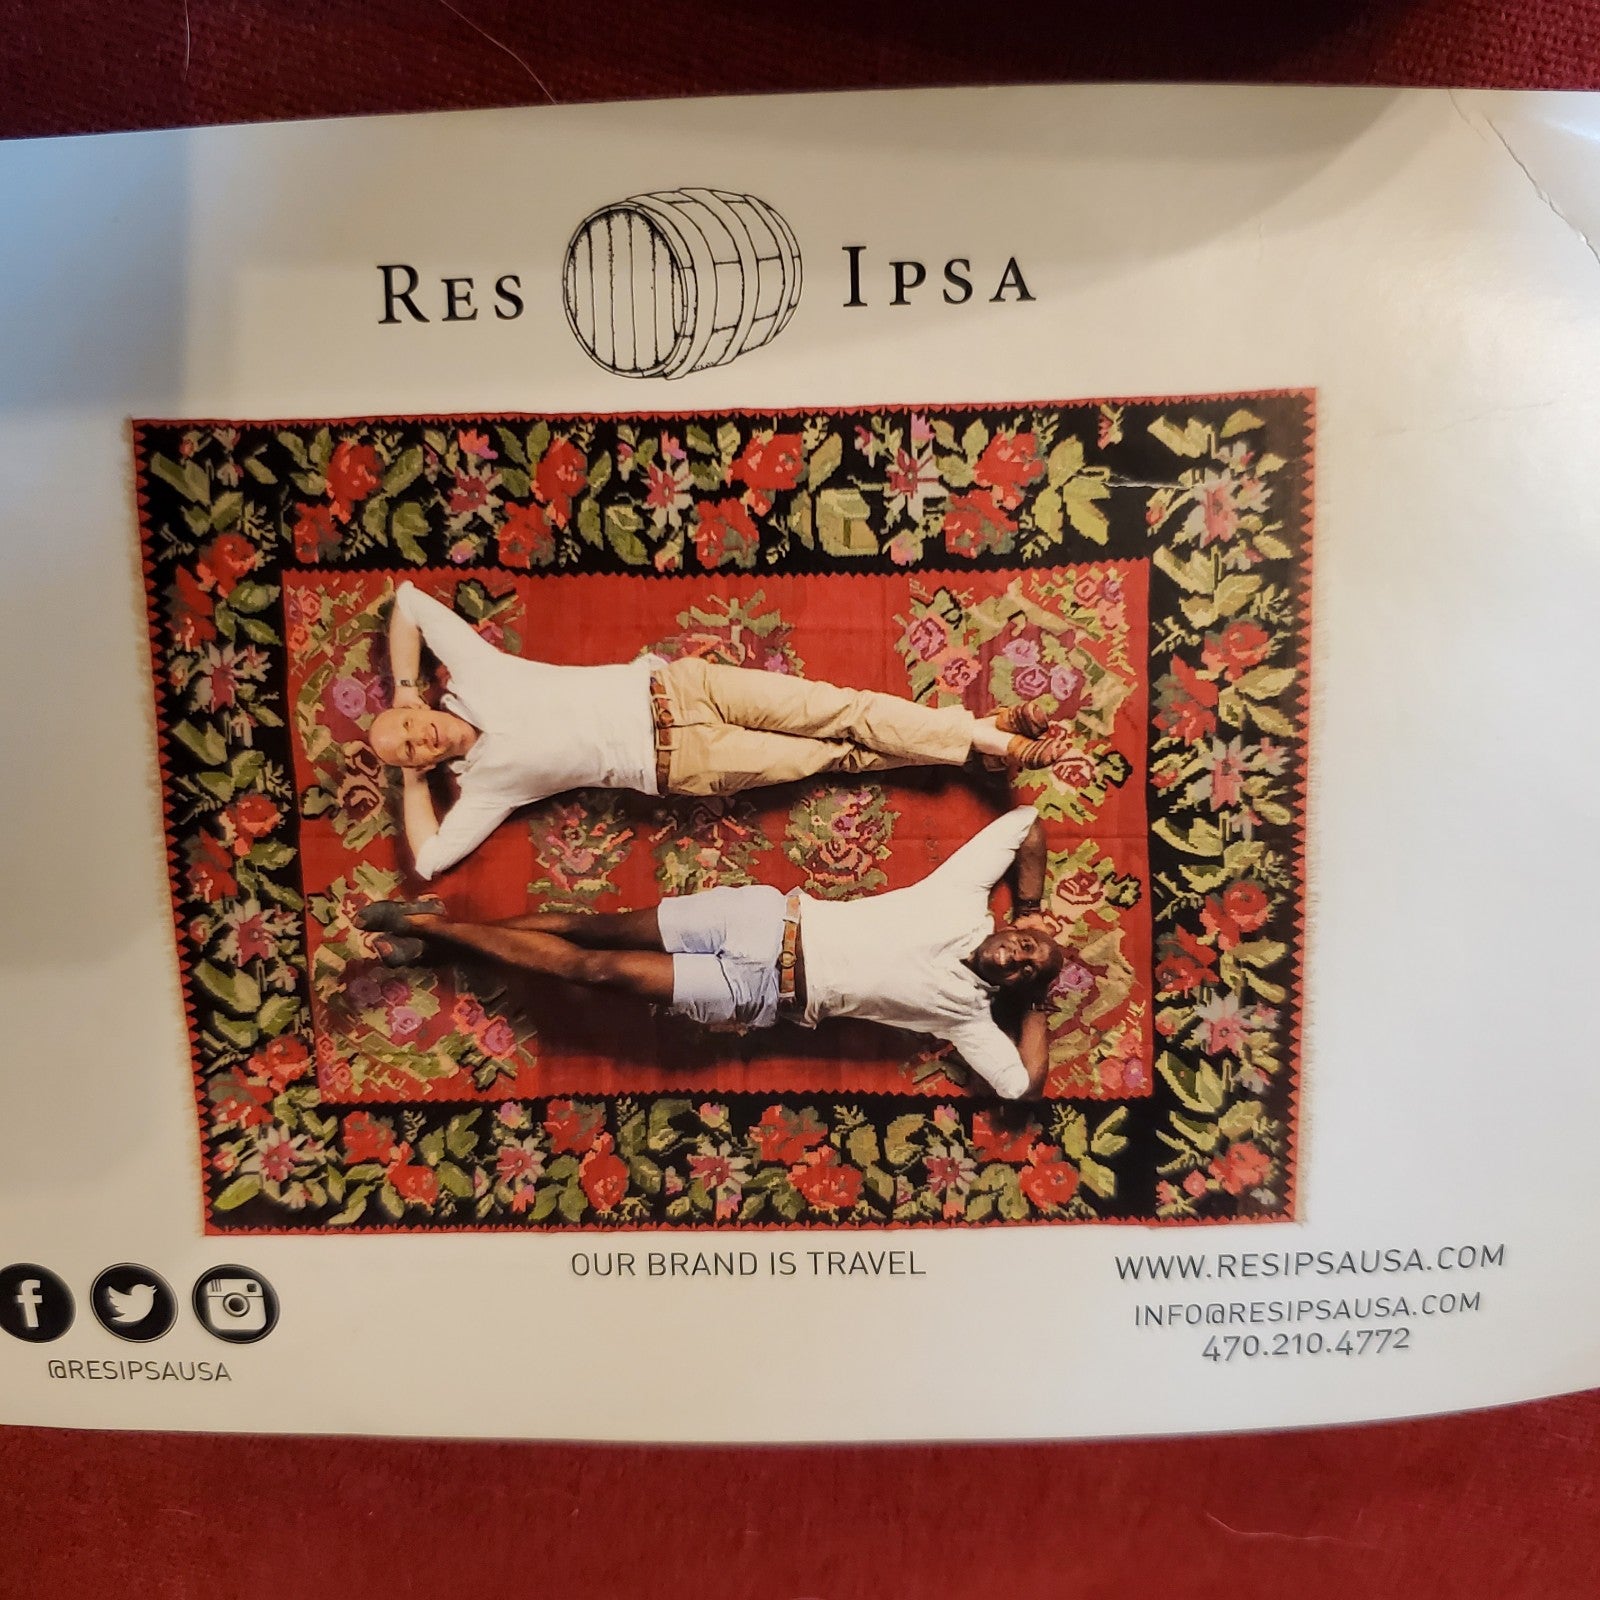 RES IPSA
OUR BRAND IS TRAVEL
WWW.RESIPSAUSA.COM
INFO@RESIPSAUSA.COM
470.210.4772
@RESIPSAUSA